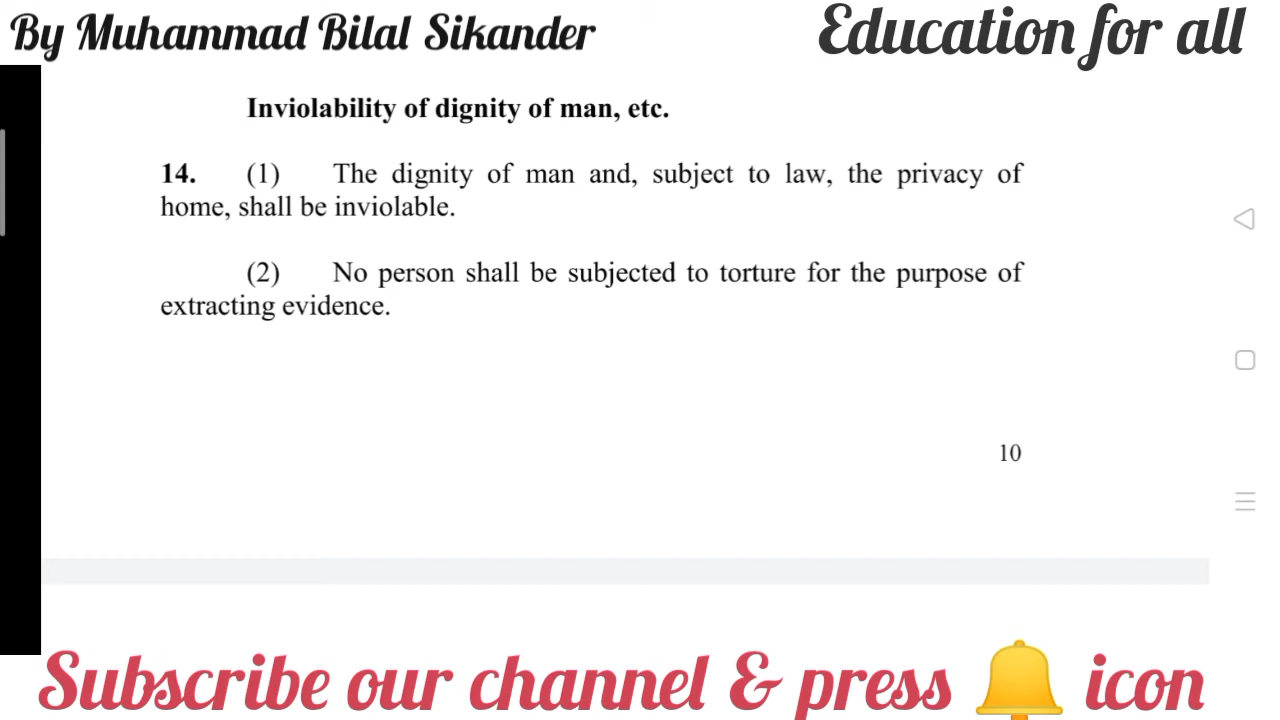 By Muhammad Bilal Sikander
Education for all
Inviolability of dignity of man, etc.
14. (1) The dignity of man and, subject to law, the privacy of
home, shall be inviolable.
(2) No person shall be subjected to torture for the purpose of
extracting evidence.
10
Subscribe our channel & press 🔔 icon